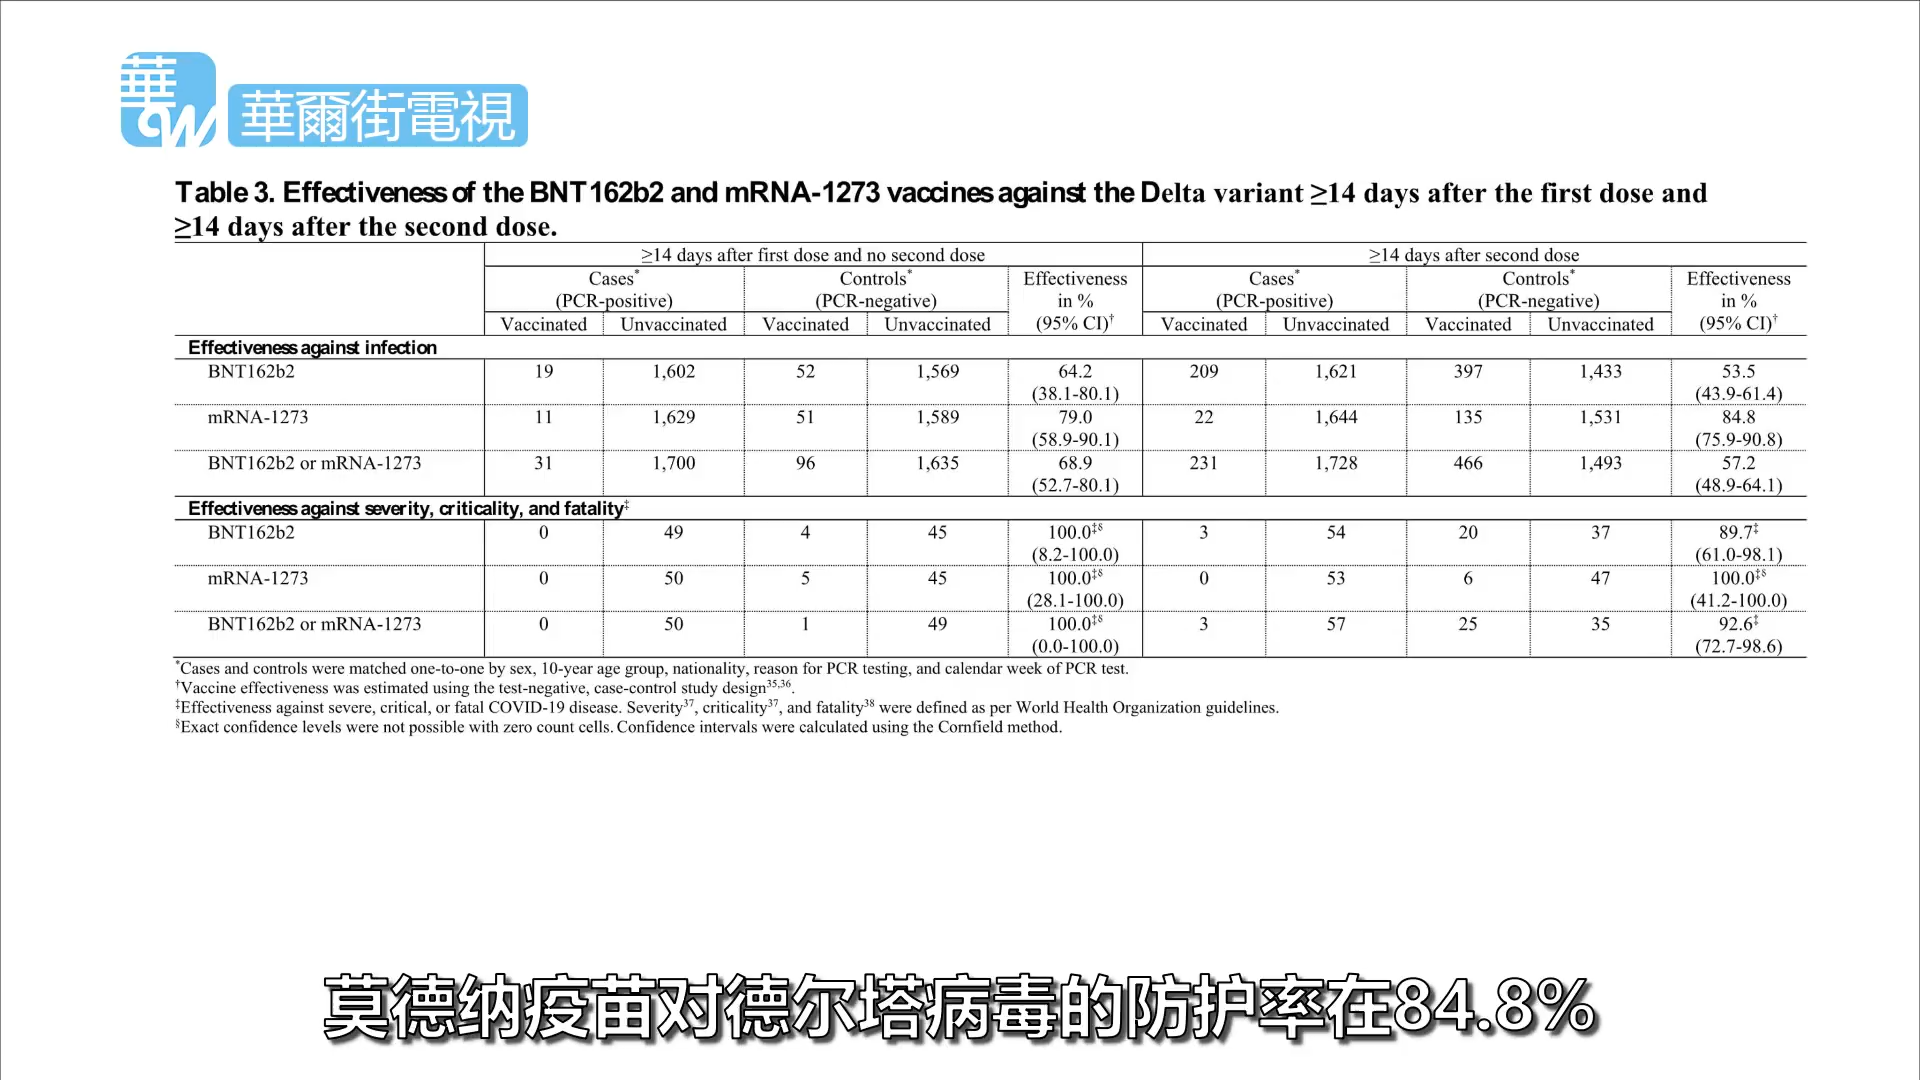 華
華爾街電視
Table 3. Effectiveness of the BNT162b2 and mRNA-1273 vaccines against the Delta variant ≥14 days after the first dose and
≥14 days after the second dose.
≥14 days after first dose and no second dose ≥14 days after second dose
Cases* Controls* Effectiveness Cases* Controls* Effectiveness
(PCR-positive) (PCR-negative) in % (PCR-positive) (PCR-negative) in %
Vaccinated Unvaccinated Vaccinated Unvaccinated (95% CI)† Vaccinated Unvaccinated Vaccinated Unvaccinated (95% CI)†
Effectiveness against infection
BNT162b2 19 1,602 52 1,569 64.2 209 1,621 397 1,433 53.5
(38.1-80.1) (43.9-61.4)
mRNA-1273 11 1,629 51 1,589 79.0 22 1,644 135 1,531 84.8
(58.9-90.1) (75.9-90.8)
BNT162b2 or mRNA-1273 31 1,700 96 1,635 68.9 231 1,728 466 1,493 57.2
(52.7-80.1) (48.9-64.1)
Effectiveness against severity, criticality, and fatality‡
BNT162b2 0 49 4 45 100.0‡§ 3 54 20 37 89.7‡
(8.2-100.0) (61.0-98.1)
mRNA-1273 0 50 5 45 100.0‡§ 0 53 6 47 100.0‡§
(28.1-100.0) (41.2-100.0)
BNT162b2 or mRNA-1273 0 50 1 49 100.0‡§ 3 57 25 35 92.6‡
(0.0-100.0) (72.7-98.6)
*Cases and controls were matched one-to-one by sex, 10-year age group, nationality, reason for PCR testing, and calendar week of PCR test.
†Vaccine effectiveness was estimated using the test-negative, case-control study design35,36.
‡Effectiveness against severe, critical, or fatal COVID-19 disease. Severity37, criticality37, and fatality38 were defined as per World Health Organization guidelines.
§Exact confidence levels were not possible with zero count cells. Confidence intervals were calculated using the Cornfield method.
莫德纳疫苗对德尔塔病毒的防护率在84.8%